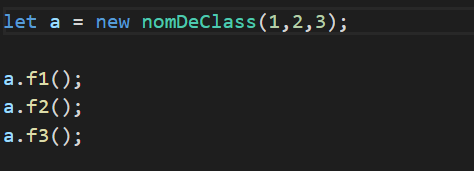 let a = new nomDeClass(1,2,3);
a.f1();
a.f2();
a.f3();